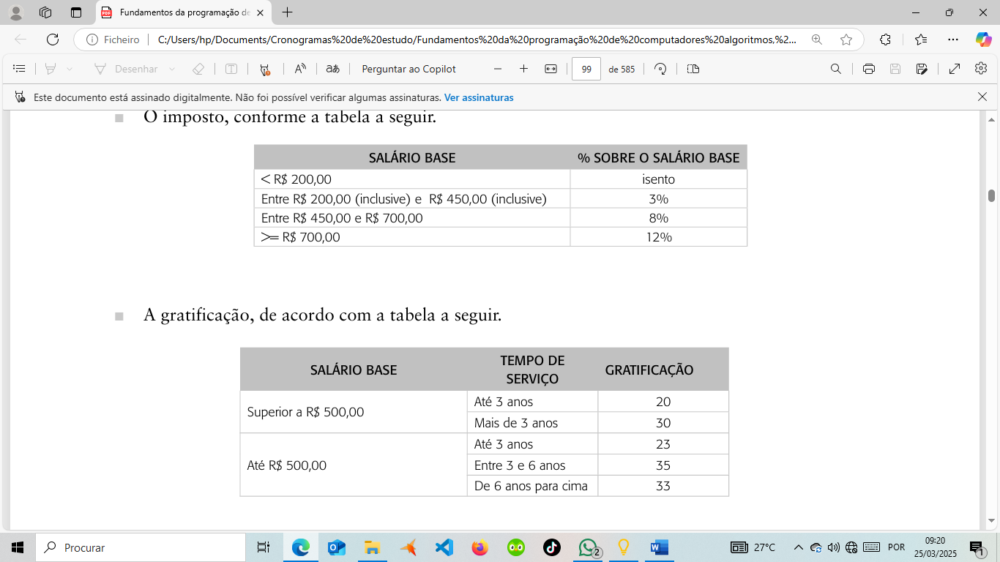 Fundamentos da programação de
Ficheiro
C:/Users/hp/Documents/Cronogramas%20de%20estudo/Fundamentos%20da%20programação%20de%20computadores%20algoritmos,%2...
Desenhar
aあ
Perguntar ao Copilot
99
de 585
Este documento está assinado digitalmente. Não foi possível verificar algumas assinaturas. Ver assinaturas
O imposto, conforme a tabela a seguir.
SALÁRIO BASE % SOBRE O SALÁRIO BASE
< R$ 200,00 isento
Entre R$ 200,00 (inclusive) e R$ 450,00 (inclusive) 3%
Entre R$ 450,00 e R$ 700,00 8%
>= R$ 700,00 12%
A gratificação, de acordo com a tabela a seguir.
SALÁRIO BASE TEMPO DE SERVIÇO GRATIFICAÇÃO
Superior a R$ 500,00 Até 3 anos 20
Mais de 3 anos 30
Até R$ 500,00 Até 3 anos 23
Entre 3 e 6 anos 35
De 6 anos para cima 33
Procurar
2
27°C
POR
09:20
25/03/2025
1